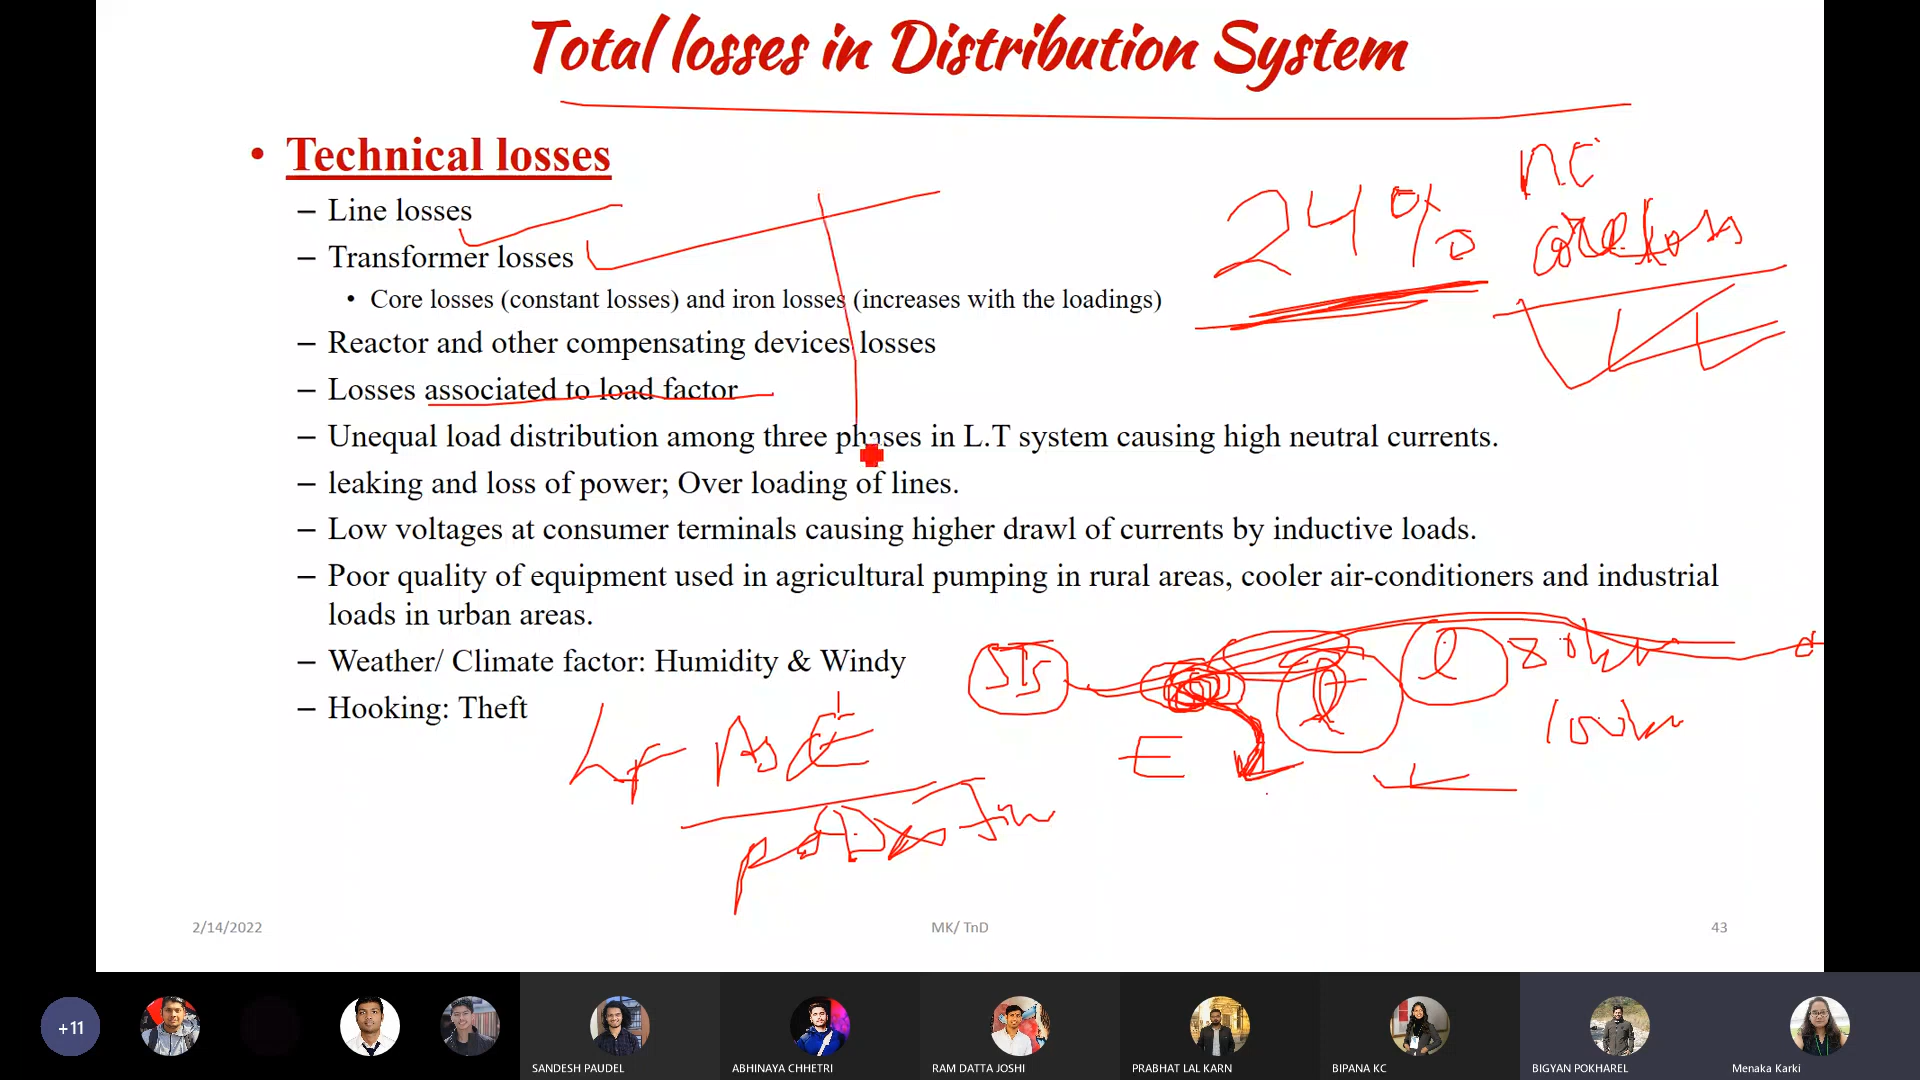 Total losses in Distribution System
• Technical losses
– Line losses
– Transformer losses
• Core losses (constant losses) and iron losses (increases with the loadings)
– Reactor and other compensating devices losses
– Losses associated to load factor
– Unequal load distribution among three phases in L.T system causing high neutral currents.
– leaking and loss of power; Over loading of lines.
– Low voltages at consumer terminals causing higher drawl of currents by inductive loads.
– Poor quality of equipment used in agricultural pumping in rural areas, cooler air-conditioners and industrial
loads in urban areas.
– Weather/ Climate factor: Humidity & Windy
– Hooking: Theft
24%
core loss
2/14/2022
MK/ TnD
43
+11
SANDESH PAUDEL
ABHINAYA CHHETRI
RAM DATTA JOSHI
PRABHAT LAL KARN
BIPANA KC
BIGYAN POKHAREL
Menaka Karki